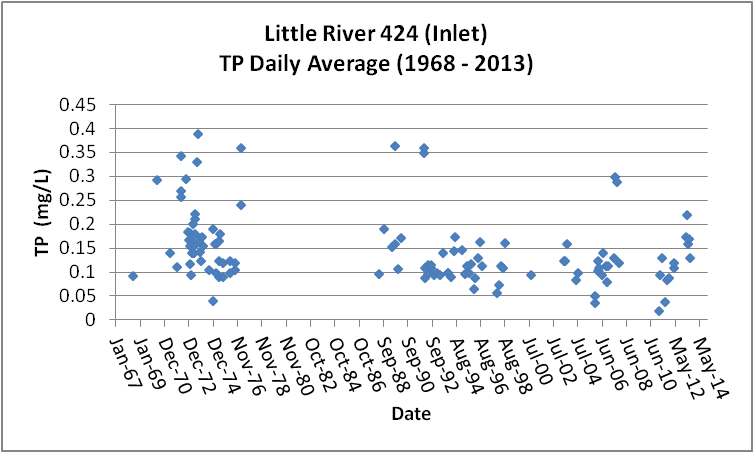 Little River 424 (Inlet)
TP Daily Average (1968 - 2013)
TP (mg/L)
0.45
0.4
0.35
0.3
0.25
0.2
0.15
0.1
0.05
0
Jan-67
Jan-69
Dec-70
Dec-72
Dec-74
Nov-76
Nov-78
Nov-80
Oct-82
Oct-84
Oct-86
Sep-88
Sep-90
Sep-92
Aug-94
Aug-96
Aug-98
Jul-00
Jul-02
Jul-04
Jun-06
Jun-08
Jun-10
May-12
May-14
Date